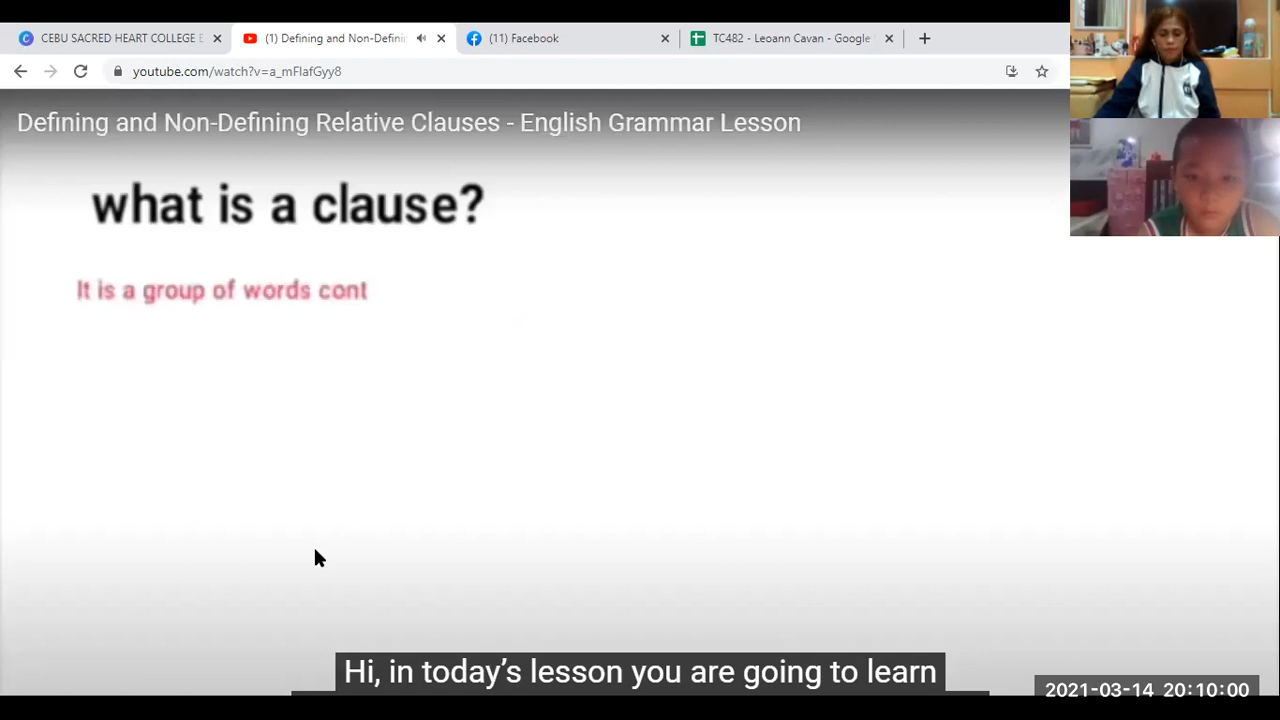 CEBU SACRED HEART COLLEGE E
(1) Defining and Non-Definin
(11) Facebook
TC482 - Leoann Cavan - Google
youtube.com/watch?v=a_mFlafGyy8
Defining and Non-Defining Relative Clauses - English Grammar Lesson
what is a clause?
It is a group of words cont
Hi, in today’s lesson you are going to learn
2021-03-14 20:10:00